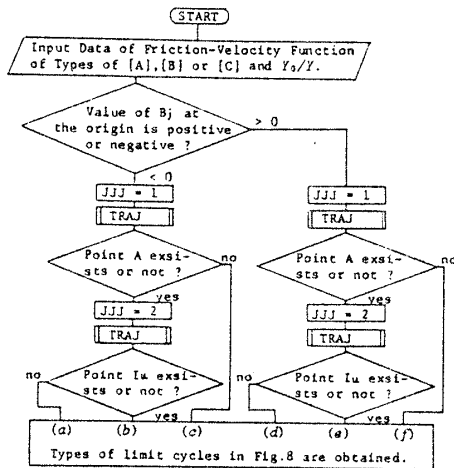 START
Input Data of Friction-Velocity Function
of Types of [A],[B] or [C] and Y₀/Y.
Value of Bj at
the origin is positive
or negative ?
> 0
< 0
JJJ = 1
TRAJ
Point A exsi-
sts or not ?
no
yes
JJJ = 2
TRAJ
Point Iu exsi-
sts or not ?
no
yes
(a)
(b)
(c)
JJJ = 1
TRAJ
Point A exsi-
sts or not ?
no
yes
JJJ = 2
TRAJ
Point Iu exsi-
sts or not ?
no
yes
(d)
(e)
(f)
Types of limit cycles in Fig.8 are obtained.